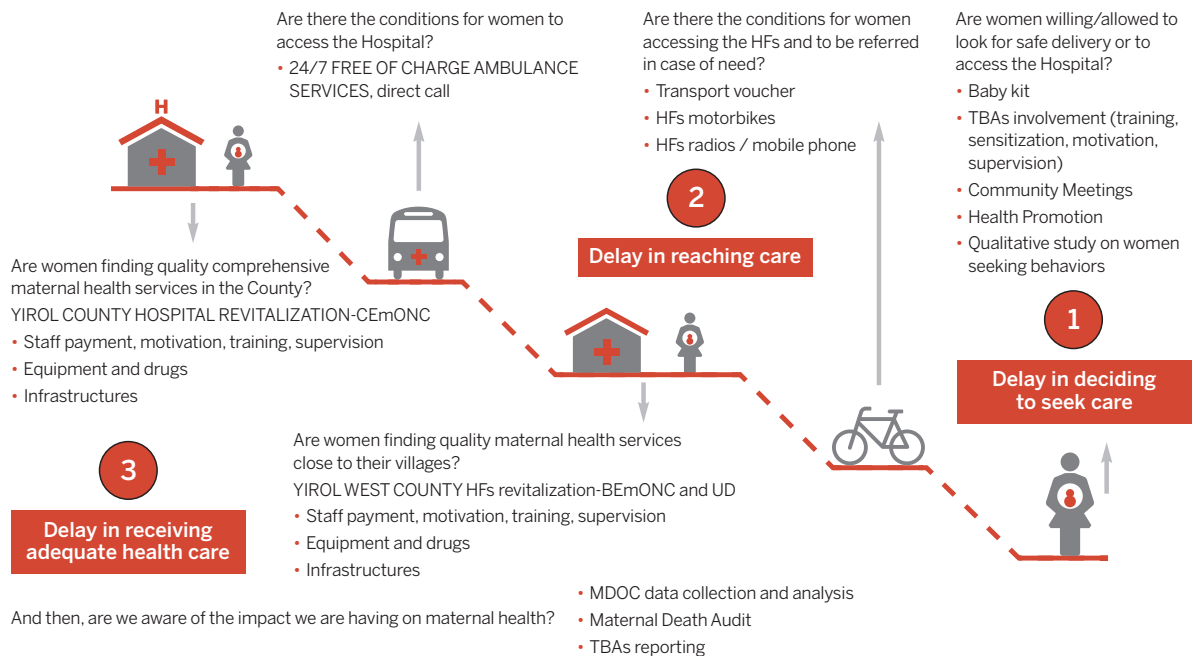 Are there the conditions for women to
access the Hospital?
• 24/7 FREE OF CHARGE AMBULANCE
SERVICES, direct call
Are there the conditions for women
accessing the HFs and to be referred
in case of need?
• Transport voucher
• HFs motorbikes
• HFs radios / mobile phone
2
Delay in reaching care
Are women willing/allowed to
look for safe delivery or to
access the Hospital?
• Baby kit
• TBAs involvement (training,
sensitization, motivation,
supervision)
• Community Meetings
• Health Promotion
• Qualitative study on women
seeking behaviors
1
Delay in deciding
to seek care
H
Are women finding quality comprehensive
maternal health services in the County?
YIROL COUNTY HOSPITAL REVITALIZATION-CEmONC
• Staff payment, motivation, training, supervision
• Equipment and drugs
• Infrastructures
3
Delay in receiving
adequate health care
Are women finding quality maternal health services
close to their villages?
YIROL WEST COUNTY HFs revitalization-BEmONC and UD
• Staff payment, motivation, training, supervision
• Equipment and drugs
• Infrastructures
And then, are we aware of the impact we are having on maternal health?
• MDOC data collection and analysis
• Maternal Death Audit
• TBAs reporting